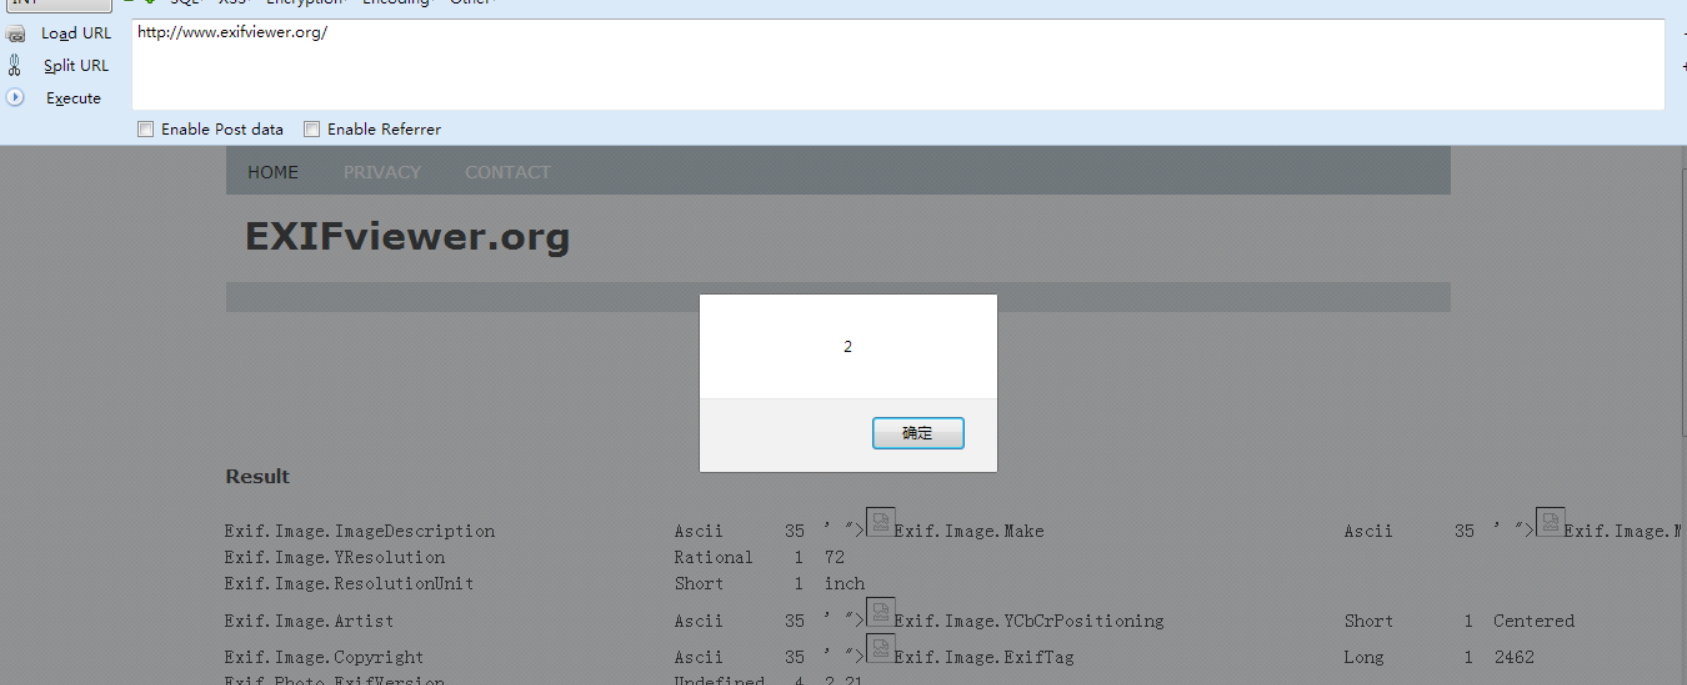 INT SQL XSS Encryption Encoding Other
Load URL http://www.exifviewer.org/
Split URL
Execute
Enable Post data Enable Referrer
HOME PRIVACY CONTACT
EXIFviewer.org
2
确定
Result
Exif.Image.ImageDescription Ascii 35 ' ">Exif.Image.Make Ascii 35 ' ">Exif.Image.M
Exif.Image.YResolution Rational 1 72
Exif.Image.ResolutionUnit Short 1 inch
Exif.Image.Artist Ascii 35 ' ">Exif.Image.YCbCrPositioning Short 1 Centered
Exif.Image.Copyright Ascii 35 ' ">Exif.Image.ExifTag Long 1 2462
Exif.Photo.ExifVersion Undefined 4 2.21